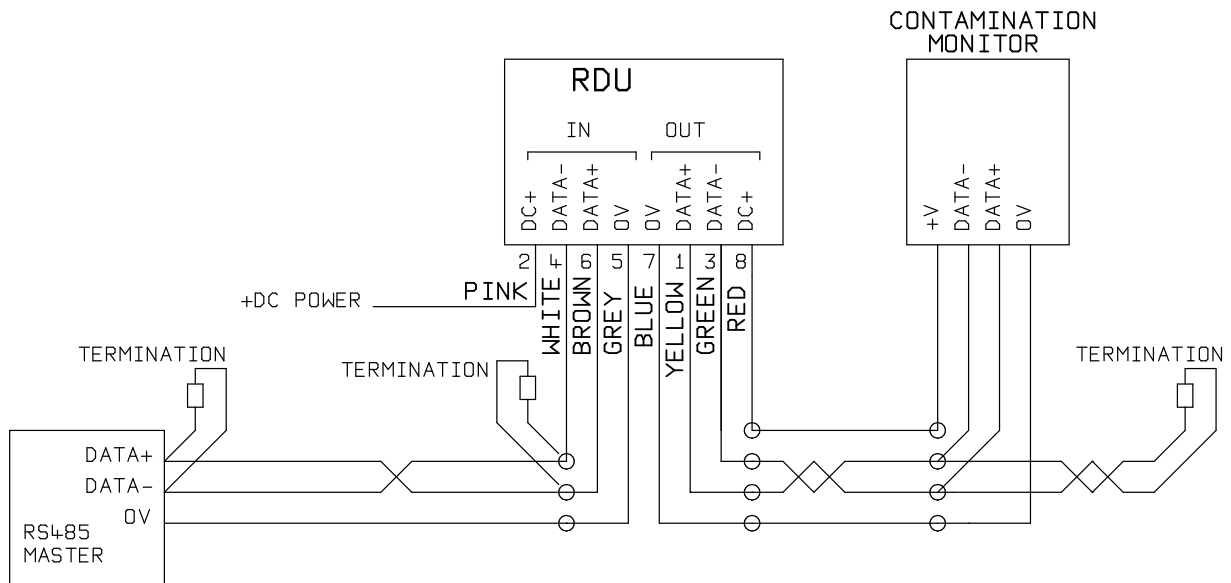 CONTAMINATION
MONITOR
RDU
IN OUT
DC+ DATA- DATA+ 0V 0V DATA+ DATA- DC+
+V DATA- DATA+ 0V
2 4 6 5 7 1 3 8
PINK WHITE BROWN GREY BLUE YELLOW GREEN RED
+DC POWER
TERMINATION
TERMINATION
TERMINATION
DATA+
DATA-
0V
RS485
MASTER